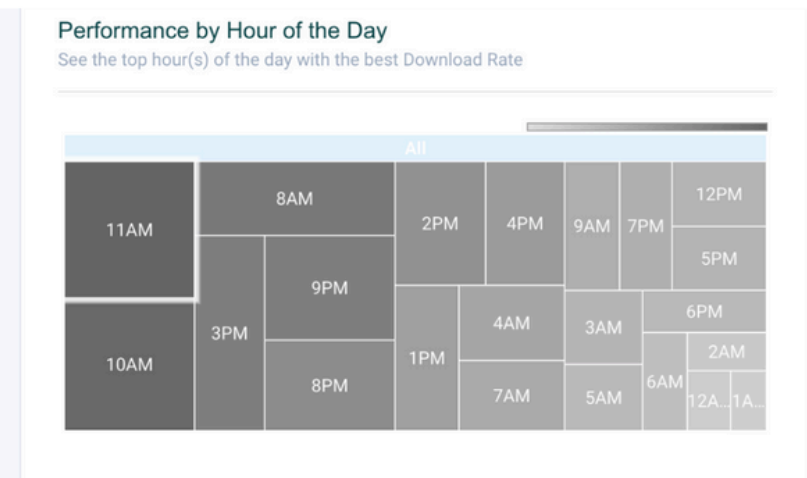 Performance by Hour of the Day
See the top hour(s) of the day with the best Download Rate
All
11AM
8AM
2PM
4PM
9AM
7PM
12PM
5PM
10AM
3PM
9PM
8PM
1PM
4AM
7AM
3AM
5AM
6PM
6AM
2AM
12A...
1A...